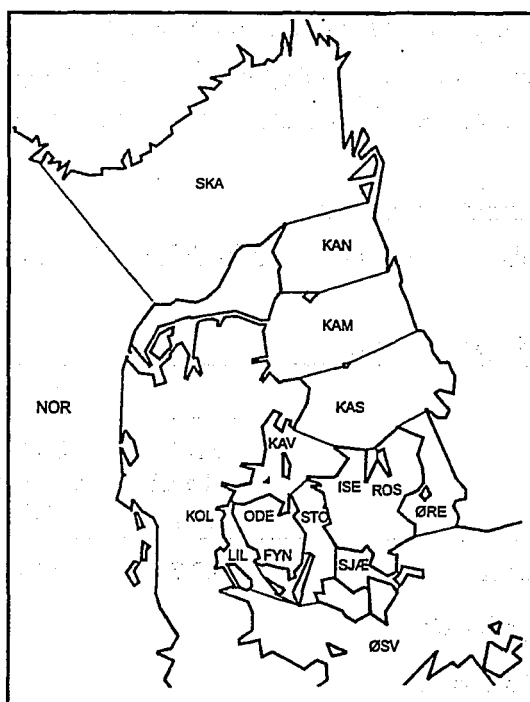 SKA
KAN
KAM
NOR
KAS
KAV
ISE
ROS
KOL
ODE
STO
ØRE
LIL
FYN
SJÆ
ØSV